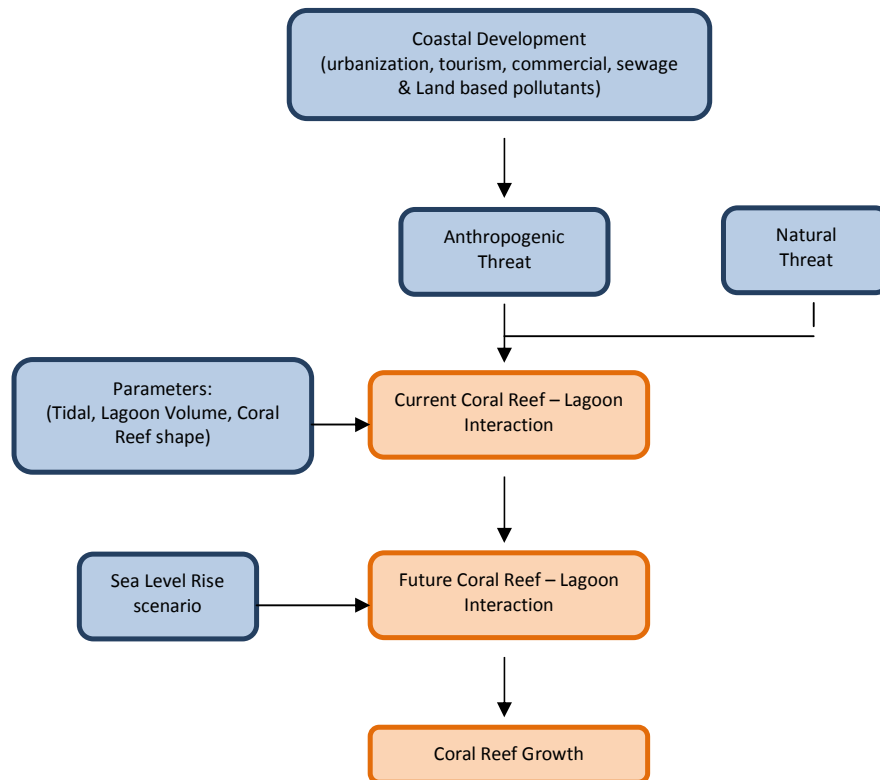 Coastal Development
(urbanization, tourism, commercial, sewage
& Land based pollutants)
Anthropogenic
Threat
Natural
Threat
Parameters:
(Tidal, Lagoon Volume, Coral
Reef shape)
Current Coral Reef – Lagoon
Interaction
Sea Level Rise
scenario
Future Coral Reef – Lagoon
Interaction
Coral Reef Growth